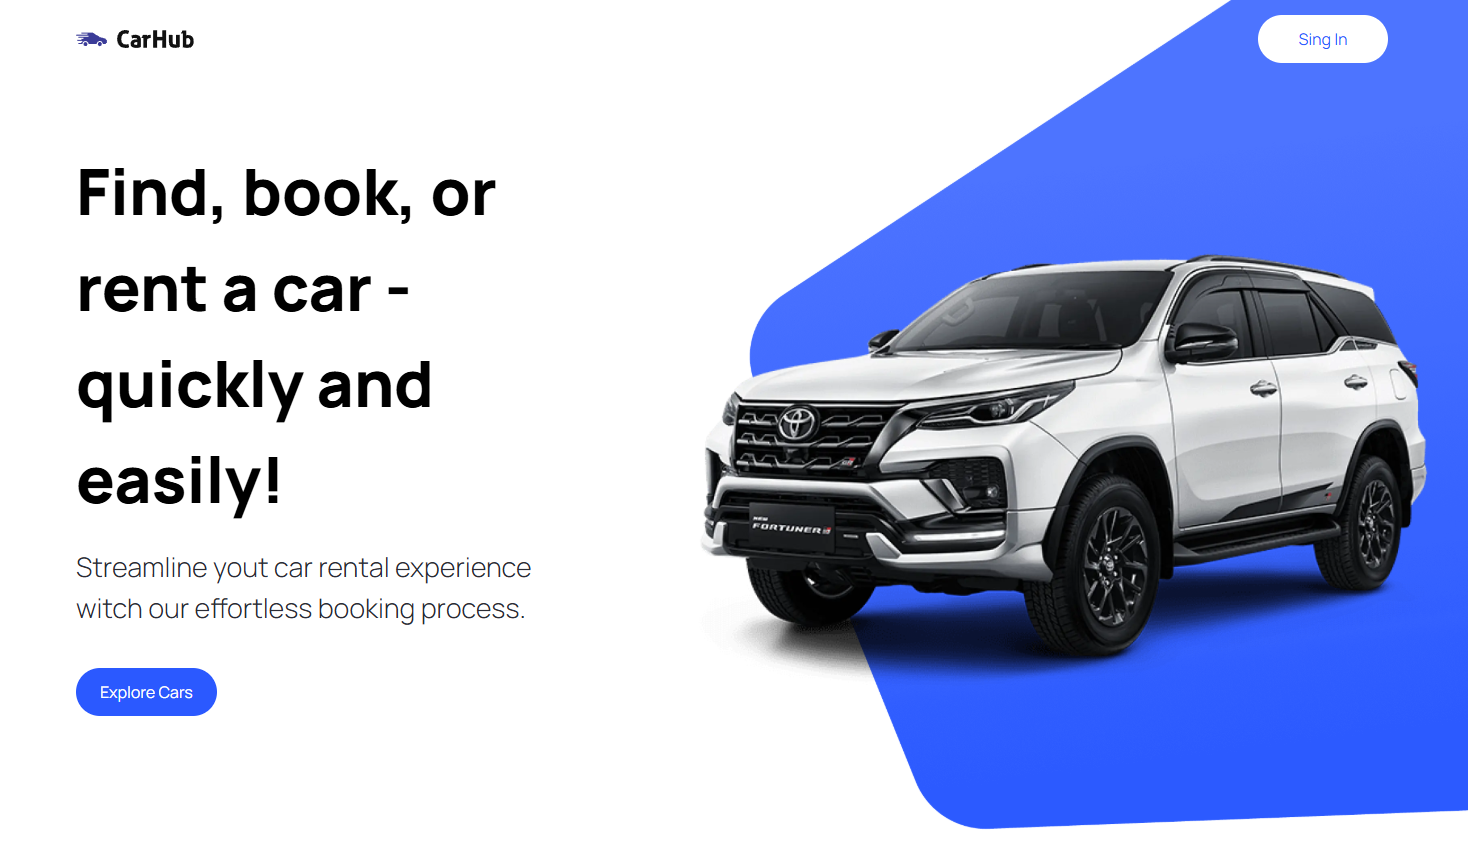 CarHub
Sing In
Find, book, or
rent a car -
quickly and
easily!
Streamline yout car rental experience
witch our effortless booking process.
Explore Cars
NEW
FORTUNER